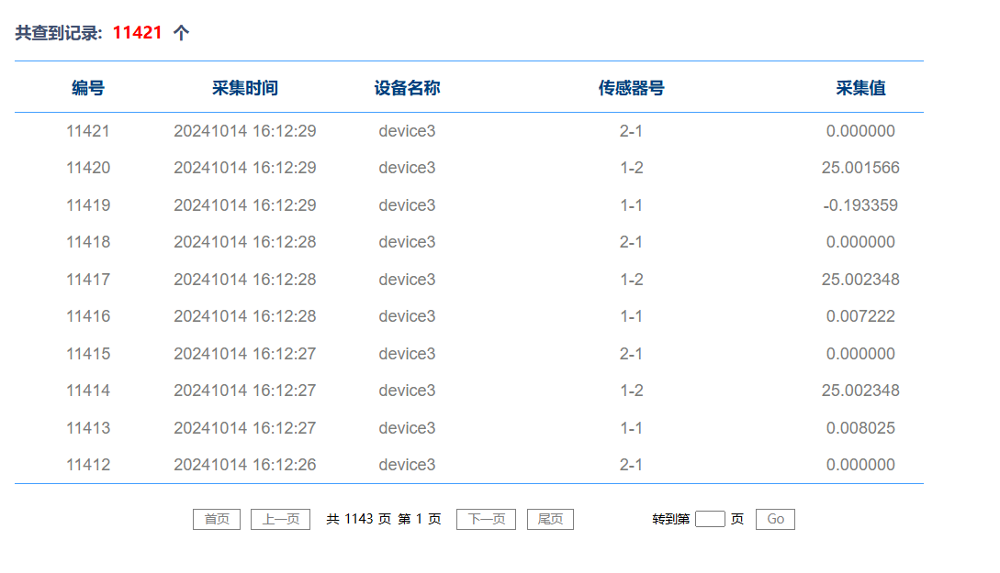 共查到记录: 11421 个
编号 采集时间 设备名称 传感器号 采集值
11421 20241014 16:12:29 device3 2-1 0.000000
11420 20241014 16:12:29 device3 1-2 25.001566
11419 20241014 16:12:29 device3 1-1 -0.193359
11418 20241014 16:12:28 device3 2-1 0.000000
11417 20241014 16:12:28 device3 1-2 25.002348
11416 20241014 16:12:28 device3 1-1 0.007222
11415 20241014 16:12:27 device3 2-1 0.000000
11414 20241014 16:12:27 device3 1-2 25.002348
11413 20241014 16:12:27 device3 1-1 0.008025
11412 20241014 16:12:26 device3 2-1 0.000000
首页 上一页 共 1143 页 第 1 页 下一页 尾页 转到第 页 Go